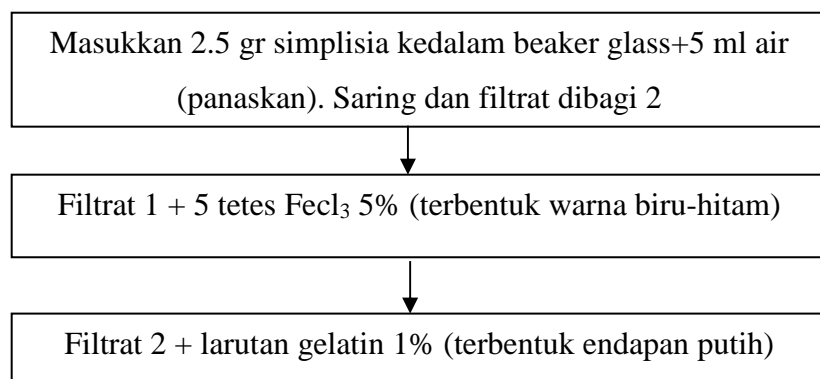 Masukkan 2.5 gr simplisia kedalam beaker glass+5 ml air
(panaskan). Saring dan filtrat dibagi 2
Filtrat 1 + 5 tetes Fecl₃ 5% (terbentuk warna biru-hitam)
Filtrat 2 + larutan gelatin 1% (terbentuk endapan putih)